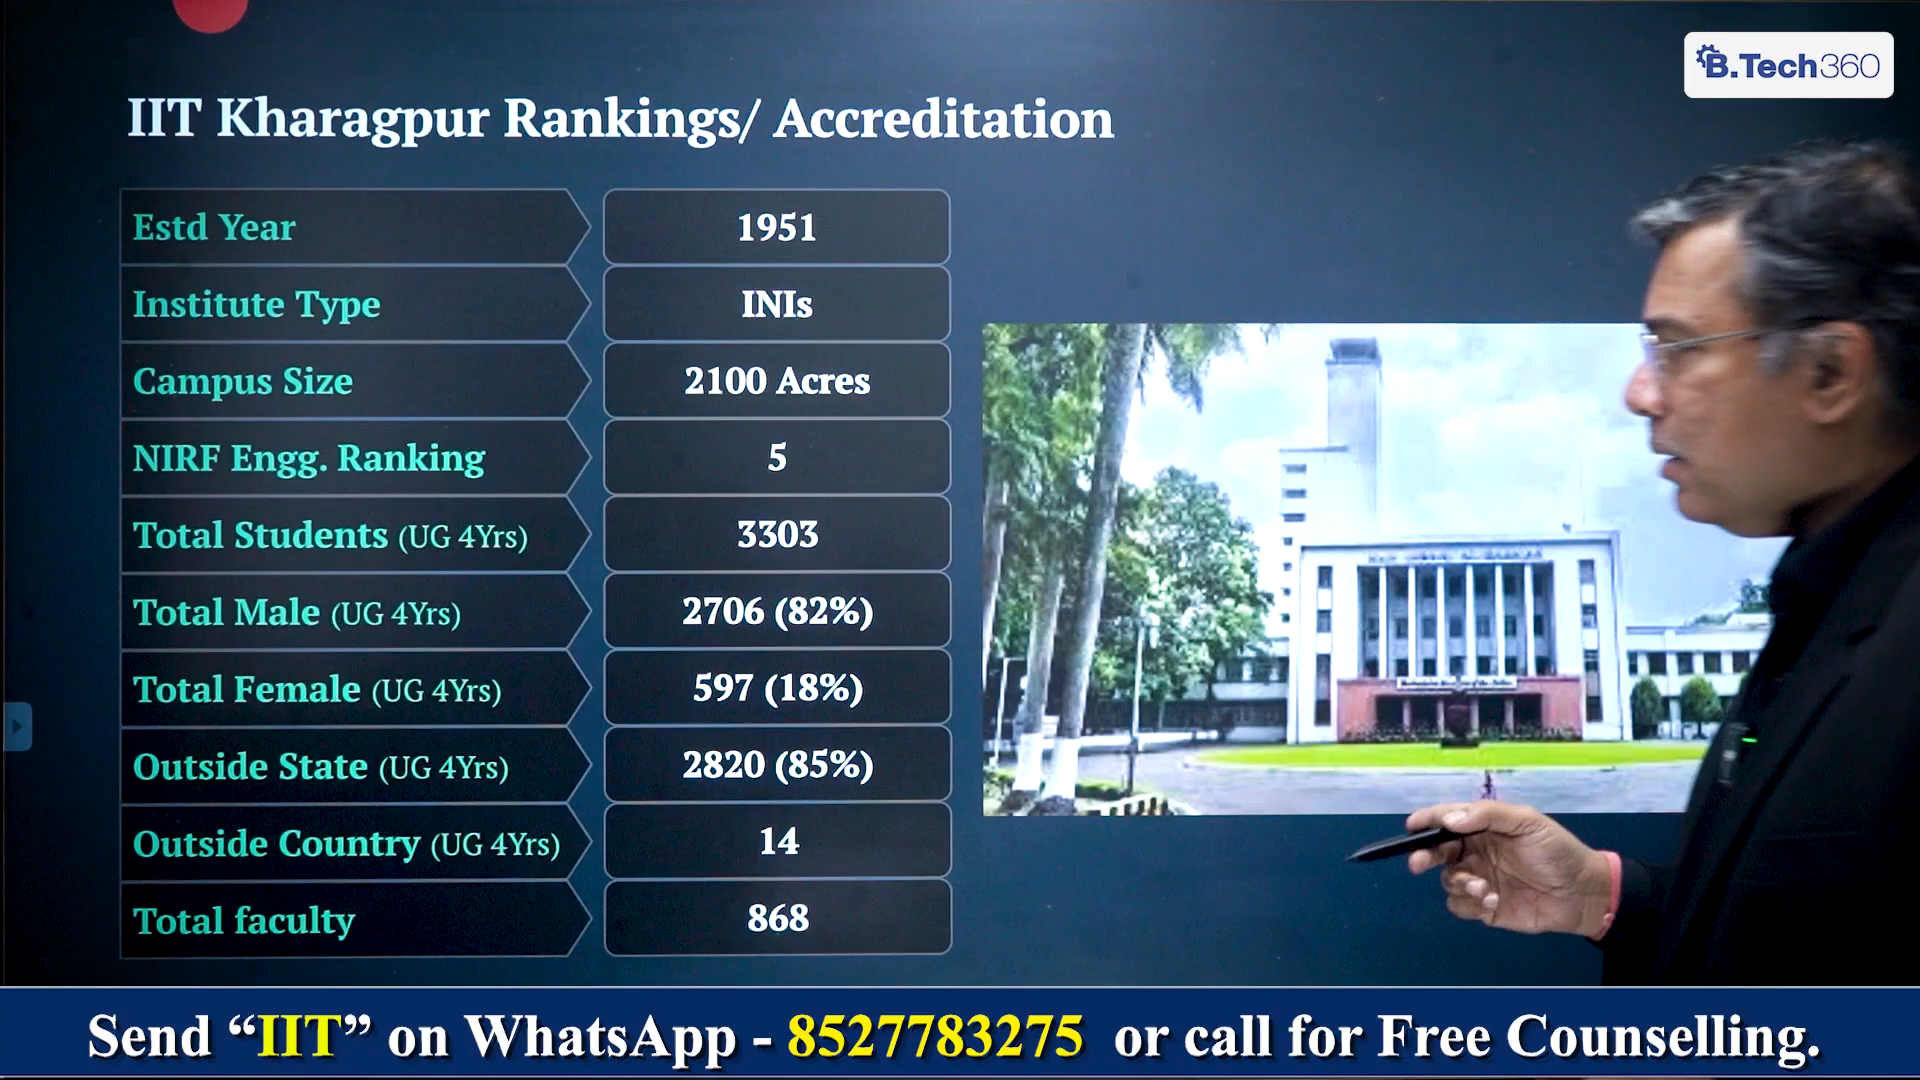 B.Tech360
IIT Kharagpur Rankings/ Accreditation
Estd Year 1951
Institute Type INIs
Campus Size 2100 Acres
NIRF Engg. Ranking 5
Total Students (UG 4Yrs) 3303
Total Male (UG 4Yrs) 2706 (82%)
Total Female (UG 4Yrs) 597 (18%)
Outside State (UG 4Yrs) 2820 (85%)
Outside Country (UG 4Yrs) 14
Total faculty 868
Send “IIT” on WhatsApp - 8527783275 or call for Free Counselling.